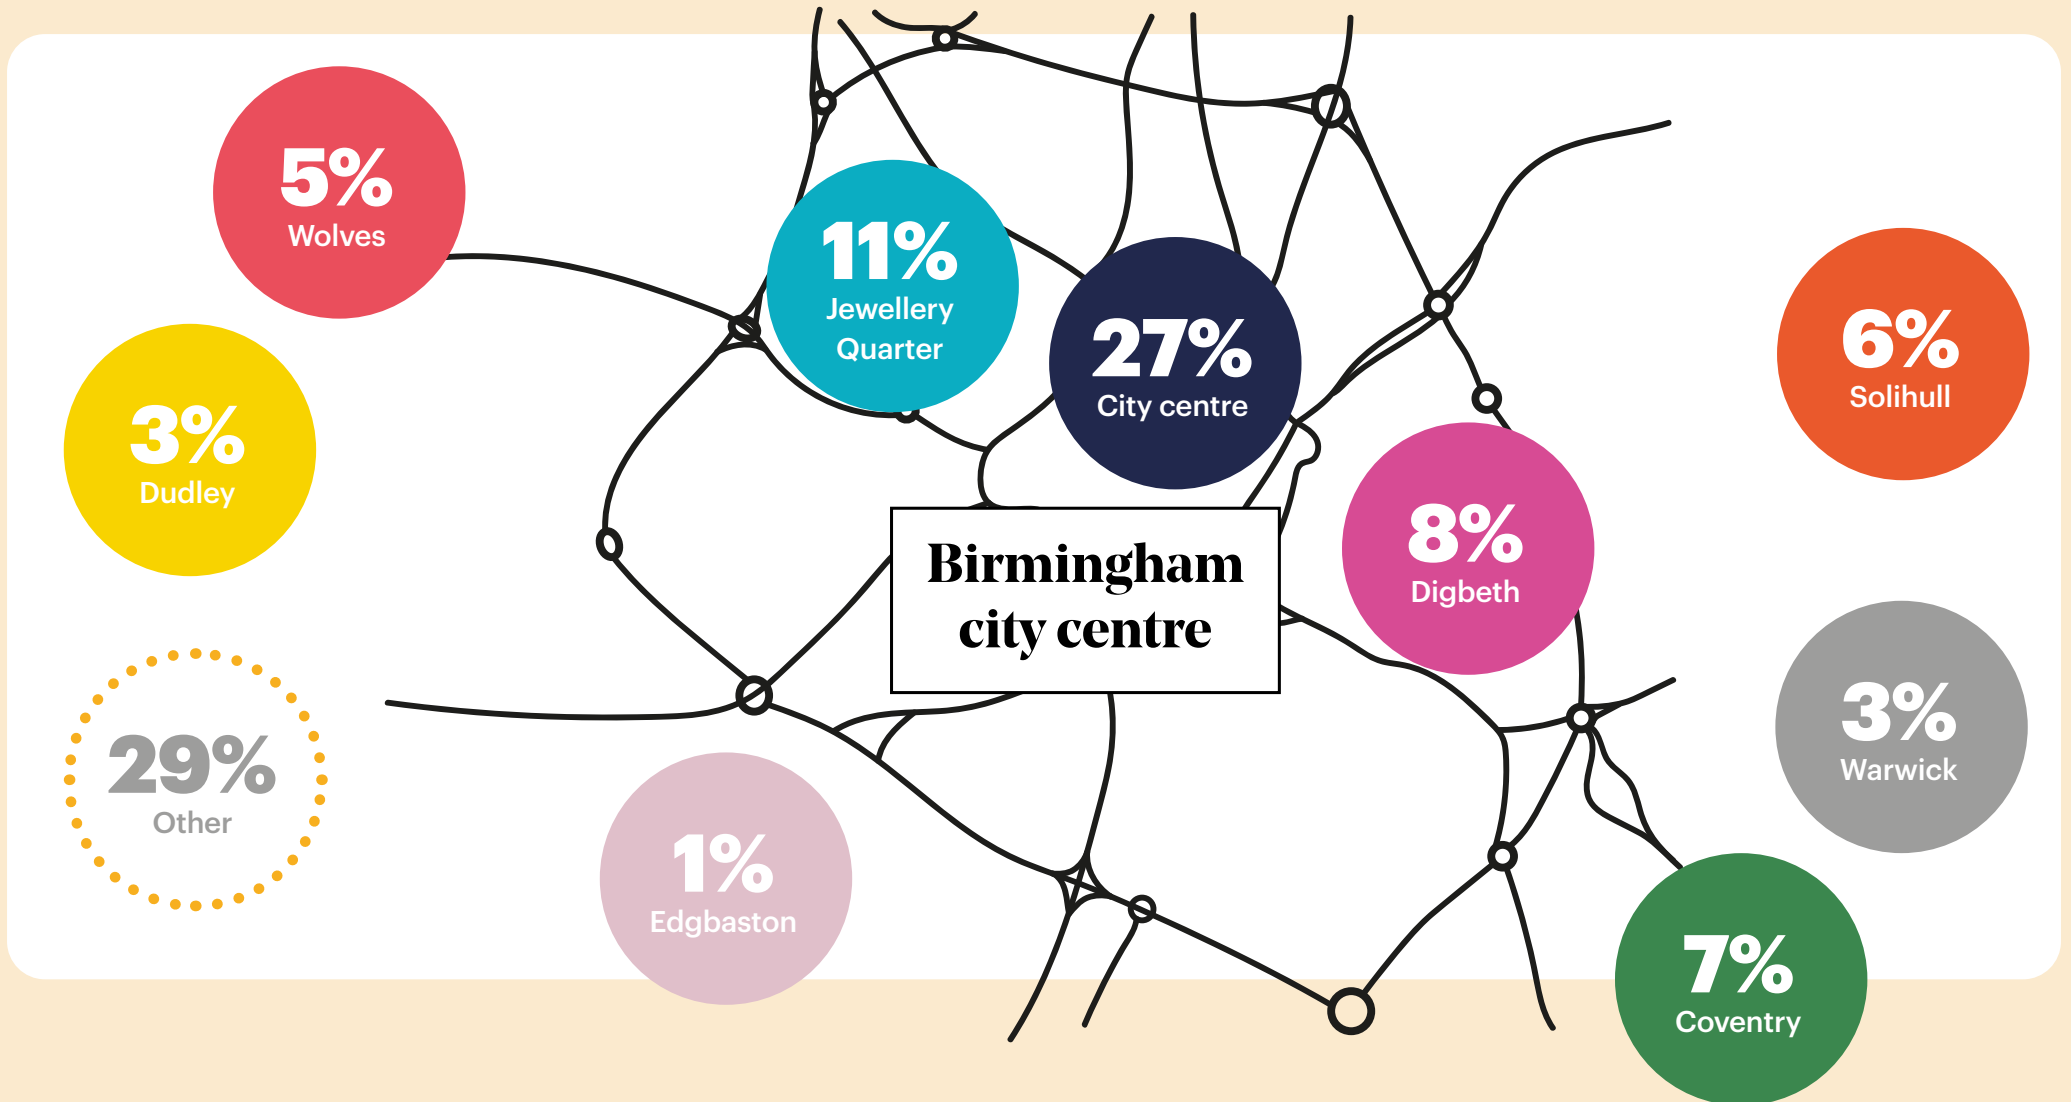 5%
Wolves
11%
Jewellery
Quarter
27%
City centre
6%
Solihull
3%
Dudley
8%
Digbeth
Birmingham
city centre
3%
Warwick
29%
Other
1%
Edgbaston
7%
Coventry